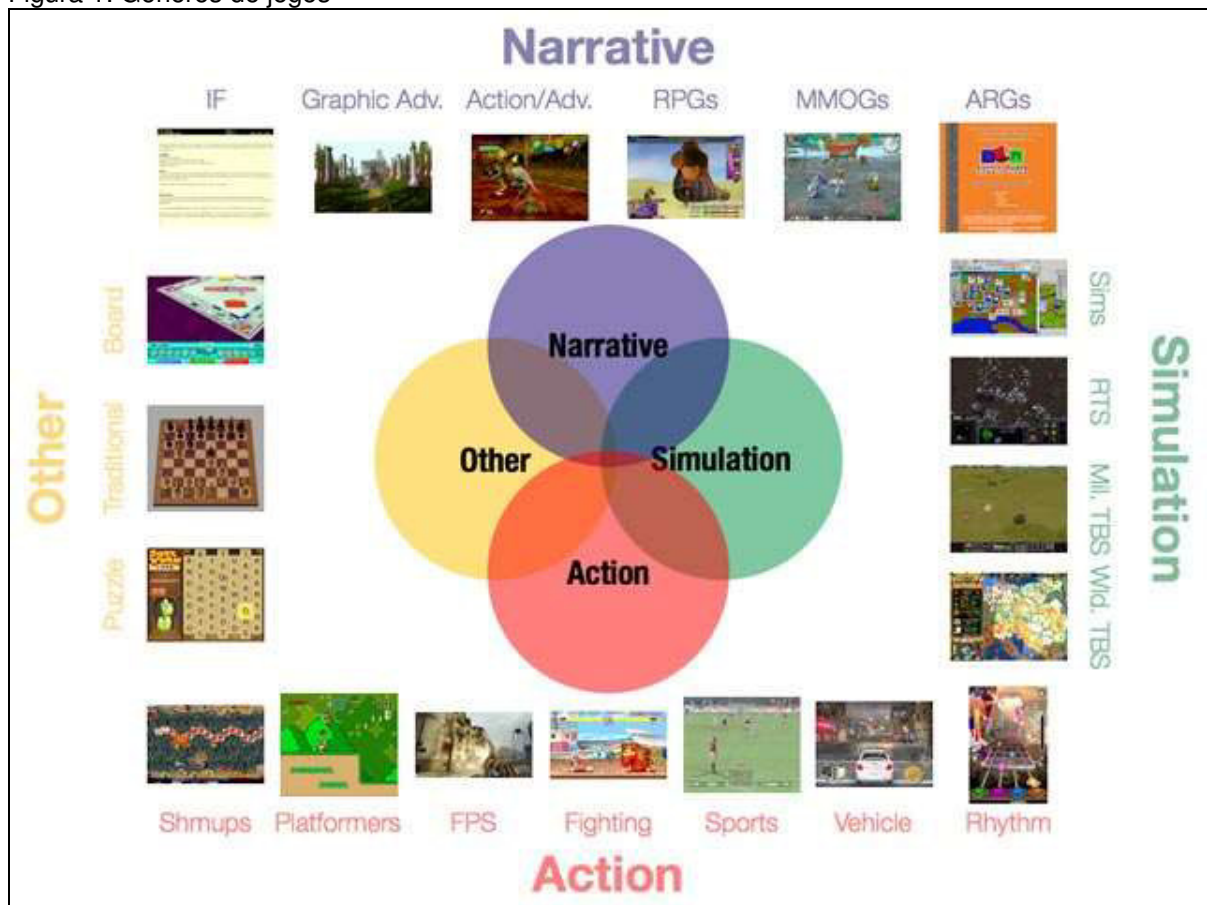 Figura 1: Gêneros de jogos
Narrative
IF Graphic Adv. Action/Adv. RPGs MMOGs ARGs
Other
Board
Traditional
Puzzle
Narrative
Other Simulation
Action
Sims
RTS
Mil. TBS
Wld. TBS
Simulation
Shmups Platformers FPS Fighting Sports Vehicle Rhythm
Action